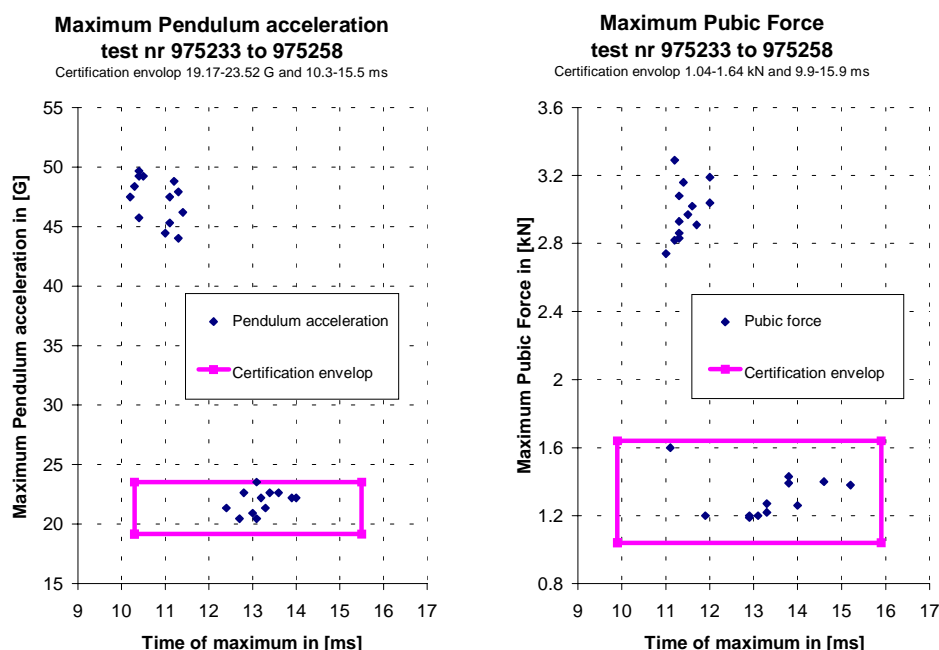 Maximum Pendulum acceleration
test nr 975233 to 975258
Certification envolop 19.17-23.52 G and 10.3-15.5 ms
55
50
45
40
35
30
25
20
15
9 10 11 12 13 14 15 16 17
Maximum Pendulum acceleration in [G]
Time of maximum in [ms]
Pendulum acceleration
Certification envelop
Maximum Pubic Force
test nr 975233 to 975258
Certification envolop 1.04-1.64 kN and 9.9-15.9 ms
3.6
3.2
2.8
2.4
2
1.6
1.2
0.8
9 10 11 12 13 14 15 16 17
Maximum Pubic Force in [kN]
Time of maximum in [ms]
Pubic force
Certification envelop